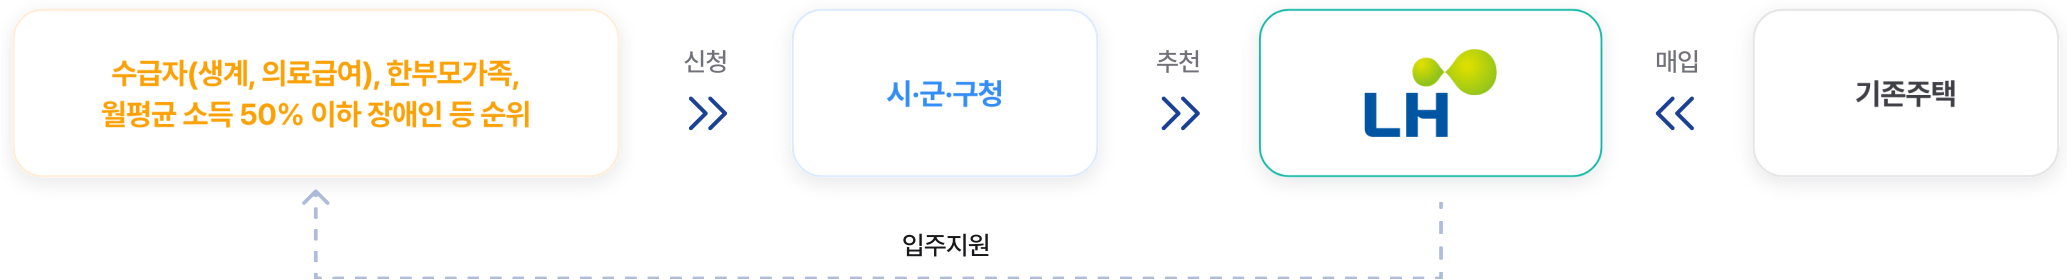 수급자(생계, 의료급여), 한부모가족,
월평균 소득 50% 이하 장애인 등 순위
신청
시·군·구청
추천
LH
매입
기존주택
입주지원